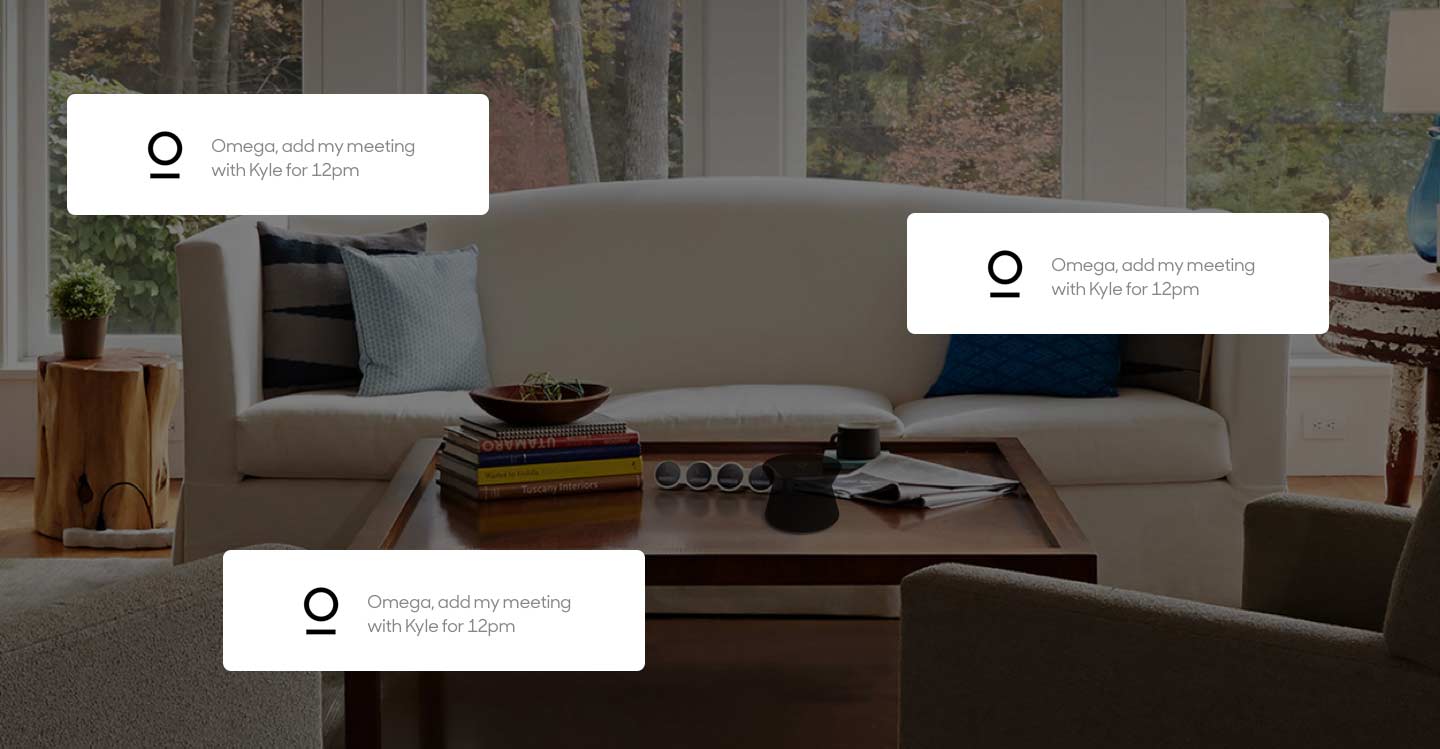 Omega, add my meeting
with Kyle for 12pm
Omega, add my meeting
with Kyle for 12pm
UTAMARO
Tuscany Interiors
Omega, add my meeting
with Kyle for 12pm